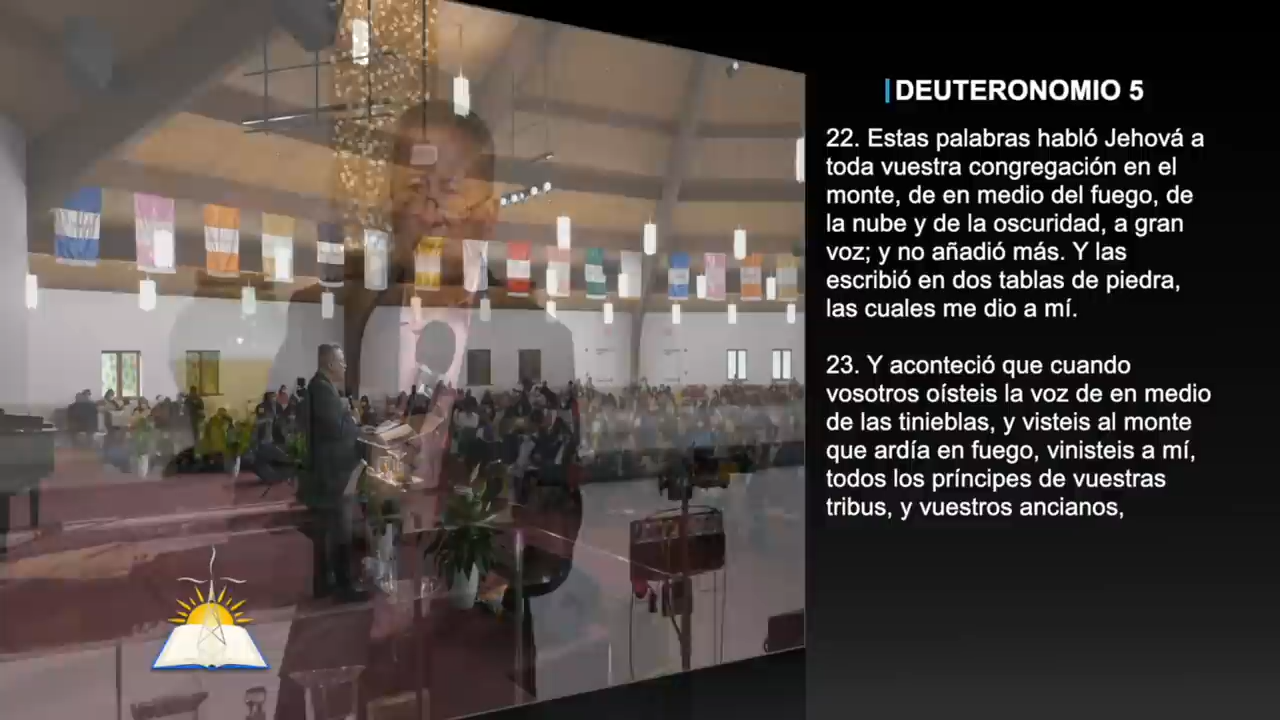 DEUTERONOMIO 5
22. Estas palabras habló Jehová a
toda vuestra congregación en el
monte, de en medio del fuego, de
la nube y de la oscuridad, a gran
voz; y no añadió más. Y las
escribió en dos tablas de piedra,
las cuales me dio a mí.
23. Y aconteció que cuando
vosotros oísteis la voz de en medio
de las tinieblas, y visteis al monte
que ardía en fuego, vinisteis a mí,
todos los príncipes de vuestras
tribus, y vuestros ancianos,